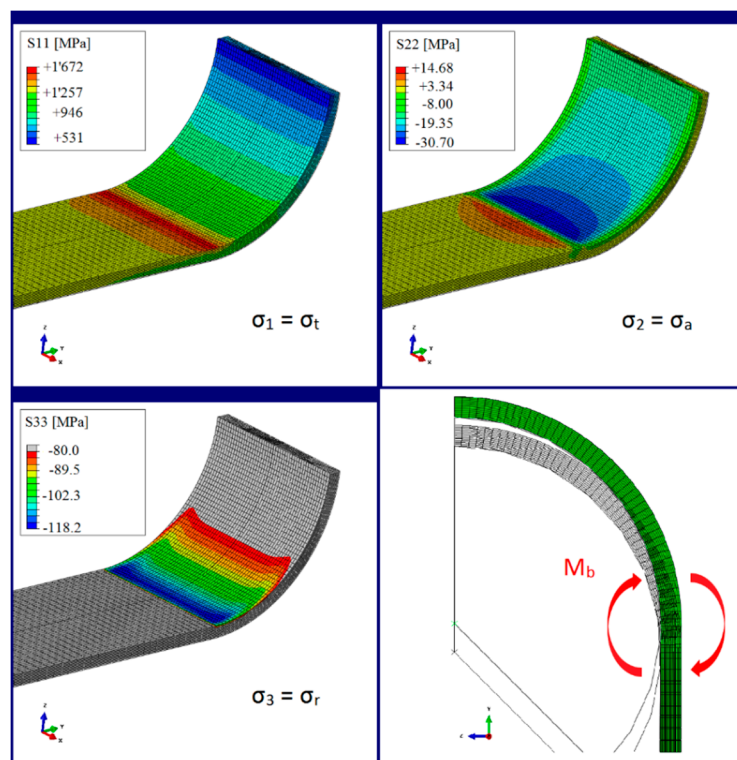 S11 [MPa]
+1'672
+1'257
+946
+531
σ₁ = σₜ
Z
Y
X
S22 [MPa]
+14.68
+3.34
-8.00
-19.35
-30.70
σ₂ = σₐ
Z
Y
X
S33 [MPa]
-80.0
-89.5
-102.3
-118.2
σ₃ = σᵣ
Z
Y
X
M_b
Y
Z